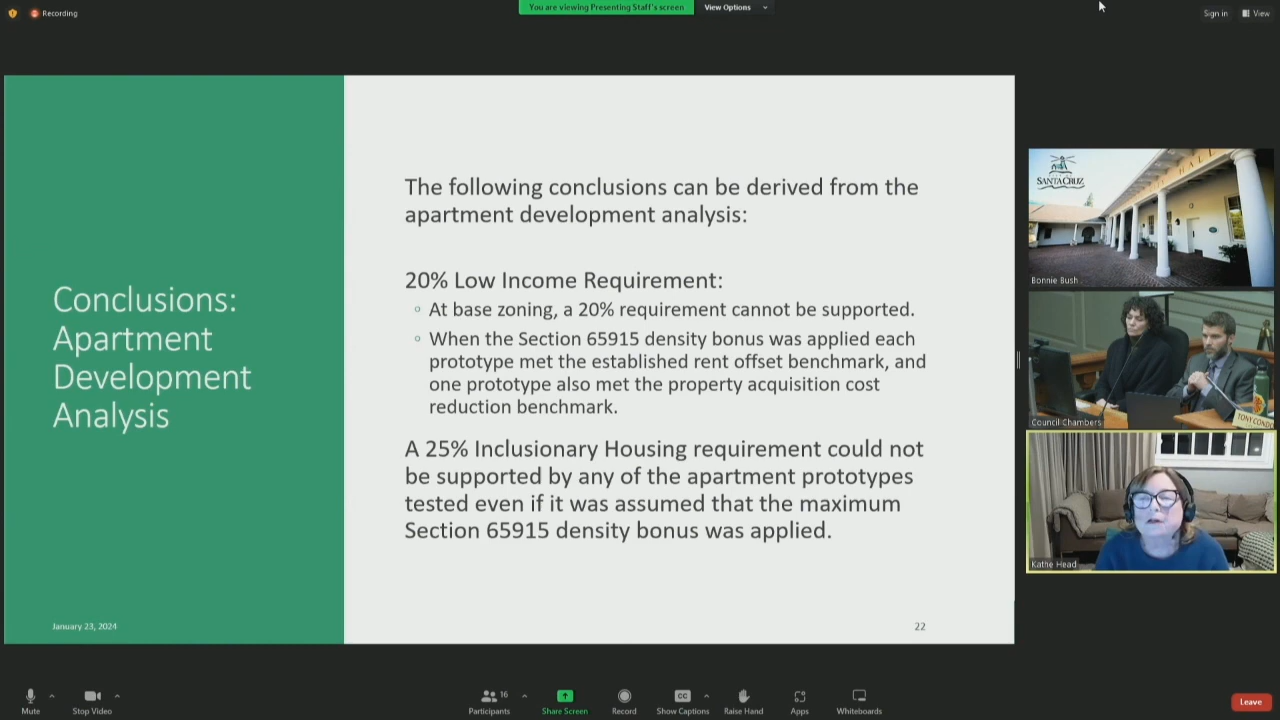 Recording
You are viewing Presenting Staff's screen
View Options
Sign in
View
Conclusions:
Apartment
Development
Analysis
The following conclusions can be derived from the
apartment development analysis:
20% Low Income Requirement:
At base zoning, a 20% requirement cannot be supported.
When the Section 65915 density bonus was applied each
prototype met the established rent offset benchmark, and
one prototype also met the property acquisition cost
reduction benchmark.
A 25% Inclusionary Housing requirement could not
be supported by any of the apartment prototypes
tested even if it was assumed that the maximum
Section 65915 density bonus was applied.
January 23, 2024
22
SANTA CRUZ
HALL
Bonnie Bush
Council Chambers
Kathe Head
Mute
Stop Video
Participants
16
Share Screen
Record
CC
Show Captions
Raise Hand
Apps
Whiteboards
Leave